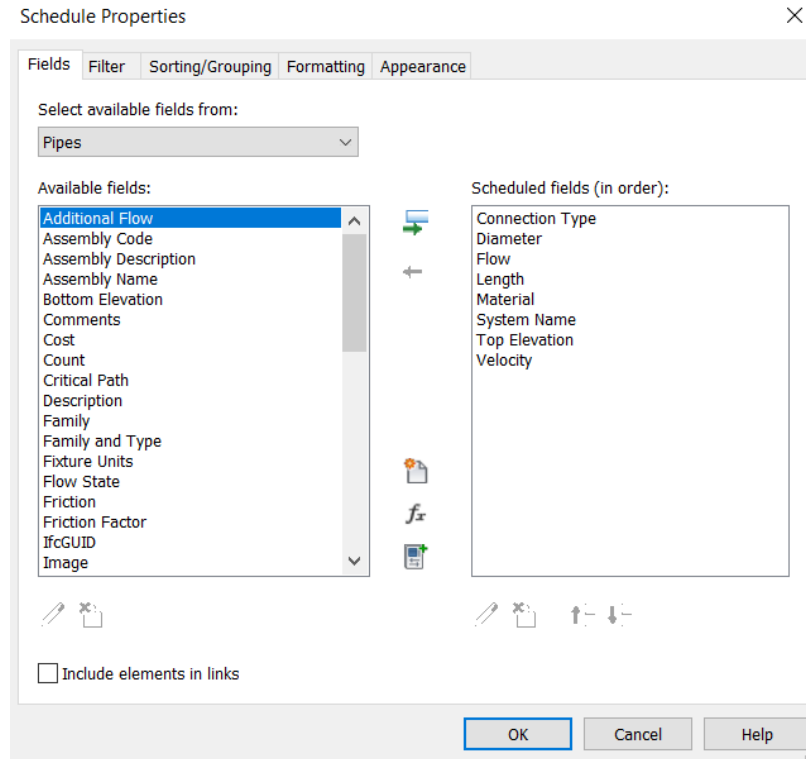 Schedule Properties
Fields Filter Sorting/Grouping Formatting Appearance
Select available fields from:
Pipes
Available fields:
Additional Flow
Assembly Code
Assembly Description
Assembly Name
Bottom Elevation
Comments
Cost
Count
Critical Path
Description
Family
Family and Type
Fixture Units
Flow State
Friction
Friction Factor
IfcGUID
Image
fx
Scheduled fields (in order):
Connection Type
Diameter
Flow
Length
Material
System Name
Top Elevation
Velocity
Include elements in links
OK Cancel Help